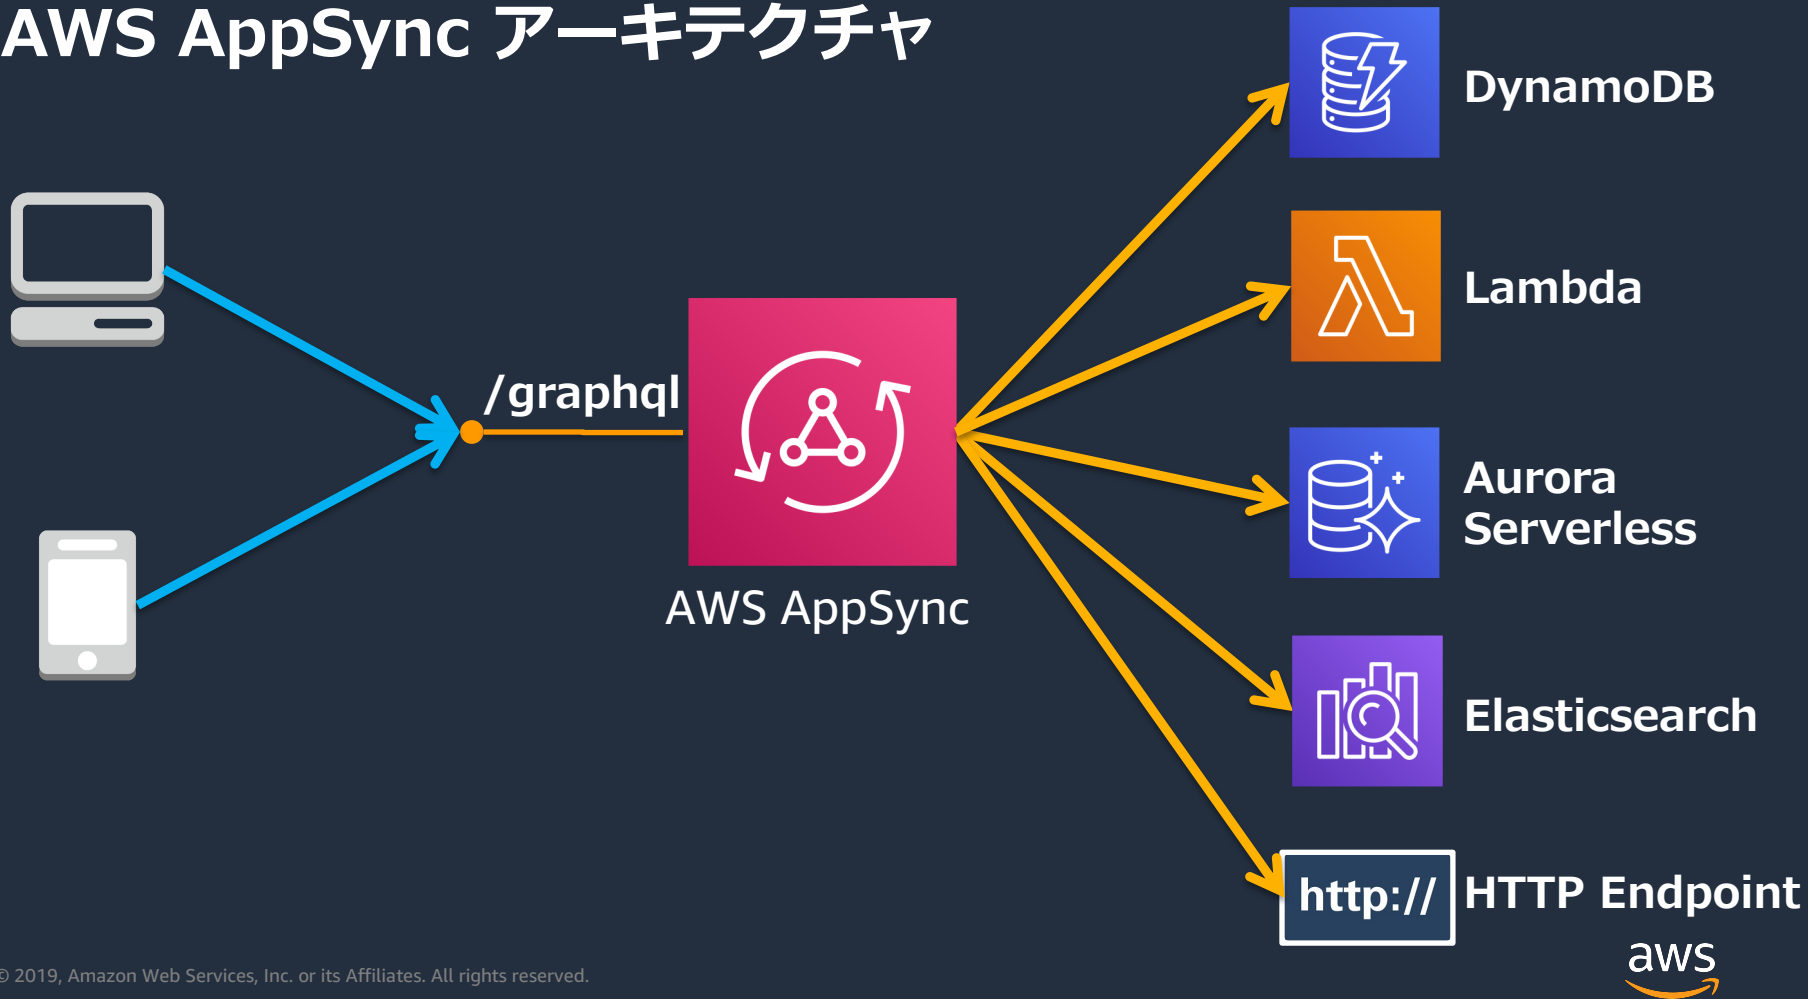 AWS AppSync アーキテクチャ
DynamoDB
Lambda
/graphql
AWS AppSync
Aurora
Serverless
Elasticsearch
http://
HTTP Endpoint
© 2019, Amazon Web Services, Inc. or its Affiliates. All rights reserved.
aws